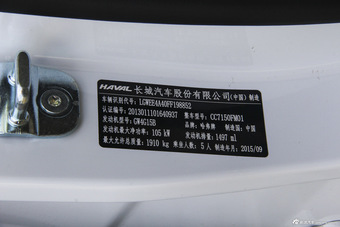 HAVAL 长城汽车股份有限公司(中国)制造
车辆识别代号: LGWEE4A40FF198852
认证编号: 2013011101640937 整车型号: CC7150FM01
发动机型号: GW4G15B 品牌: 哈弗牌 制造国: 中国
发动机最大净功率: 105 kW 发动机排量: 1497 ml
最大允许总质量: 1910 kg 乘坐人数: 5 人 制造年月: 2015/09